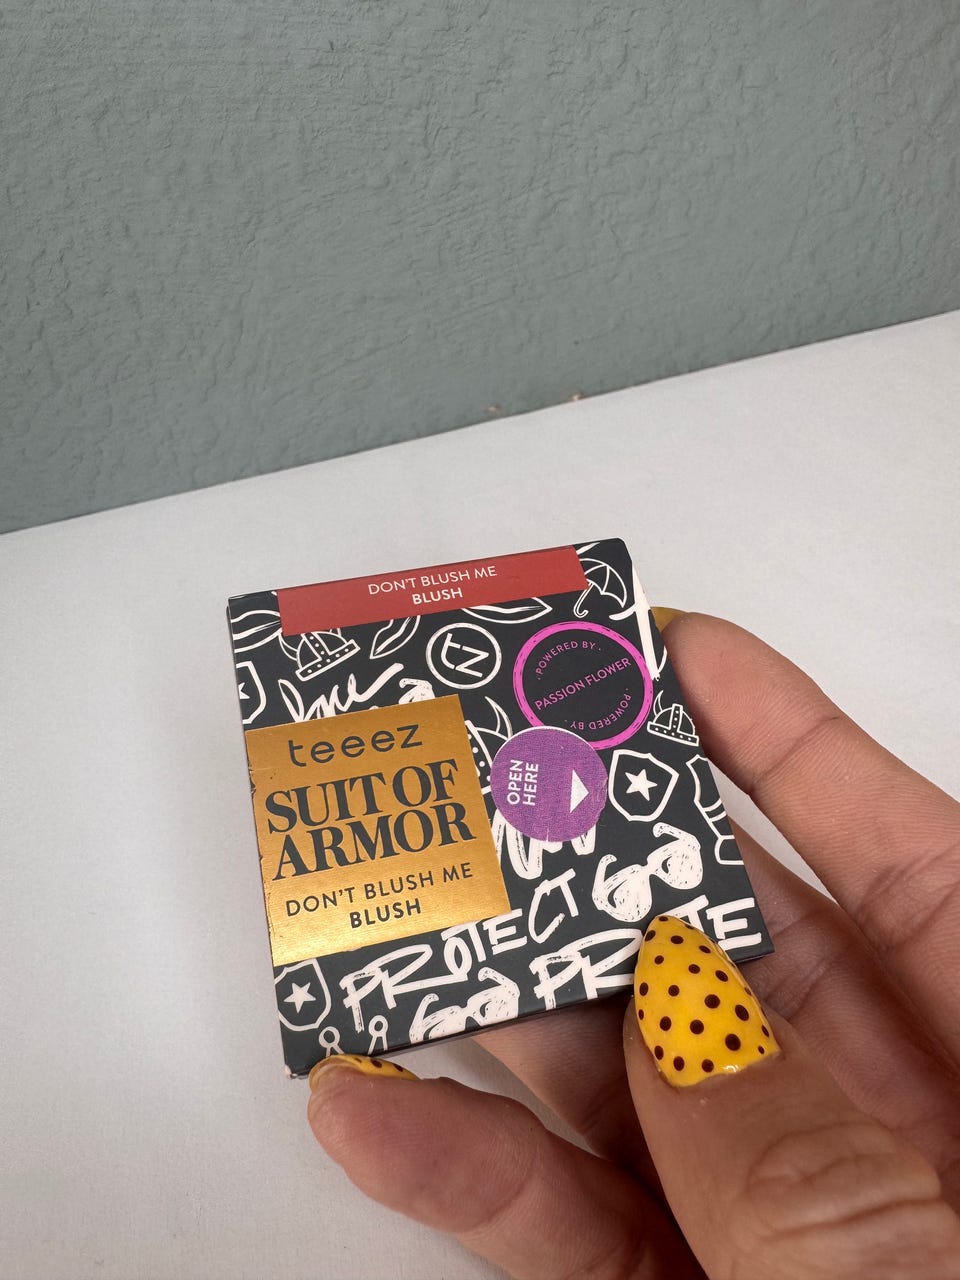 DON'T BLUSH ME
BLUSH
· POWERED BY ·
PASSION FLOWER
· POWERED BY ·
teeez
SUIT OF
ARMOR
DON'T BLUSH ME
BLUSH
OPEN
HERE
PROTECT